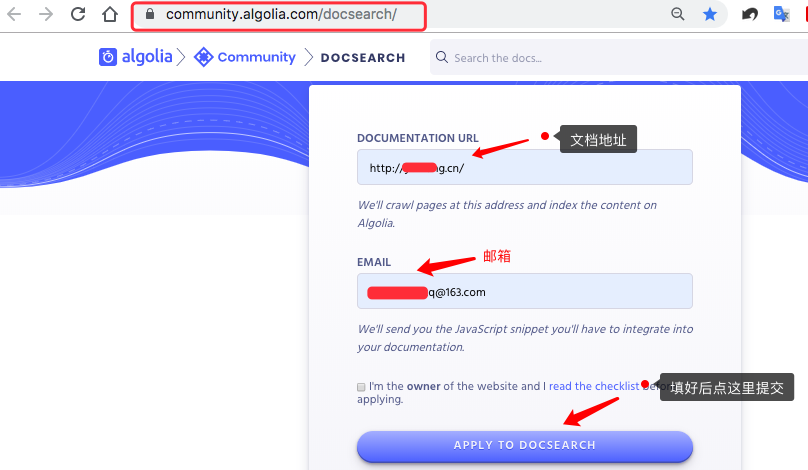 community.algolia.com/docsearch/
algolia Community DOCSEARCH Search the docs...
DOCUMENTATION URL
文档地址
http://g.cn/
We'll crawl pages at this address and index the content on
Algolia.
EMAIL
邮箱
q@163.com
We'll send you the JavaScript snippet you'll have to integrate into
your documentation.
I'm the owner of the website and I read the checklist
填好后点这里提交
applying.
APPLY TO DOCSEARCH